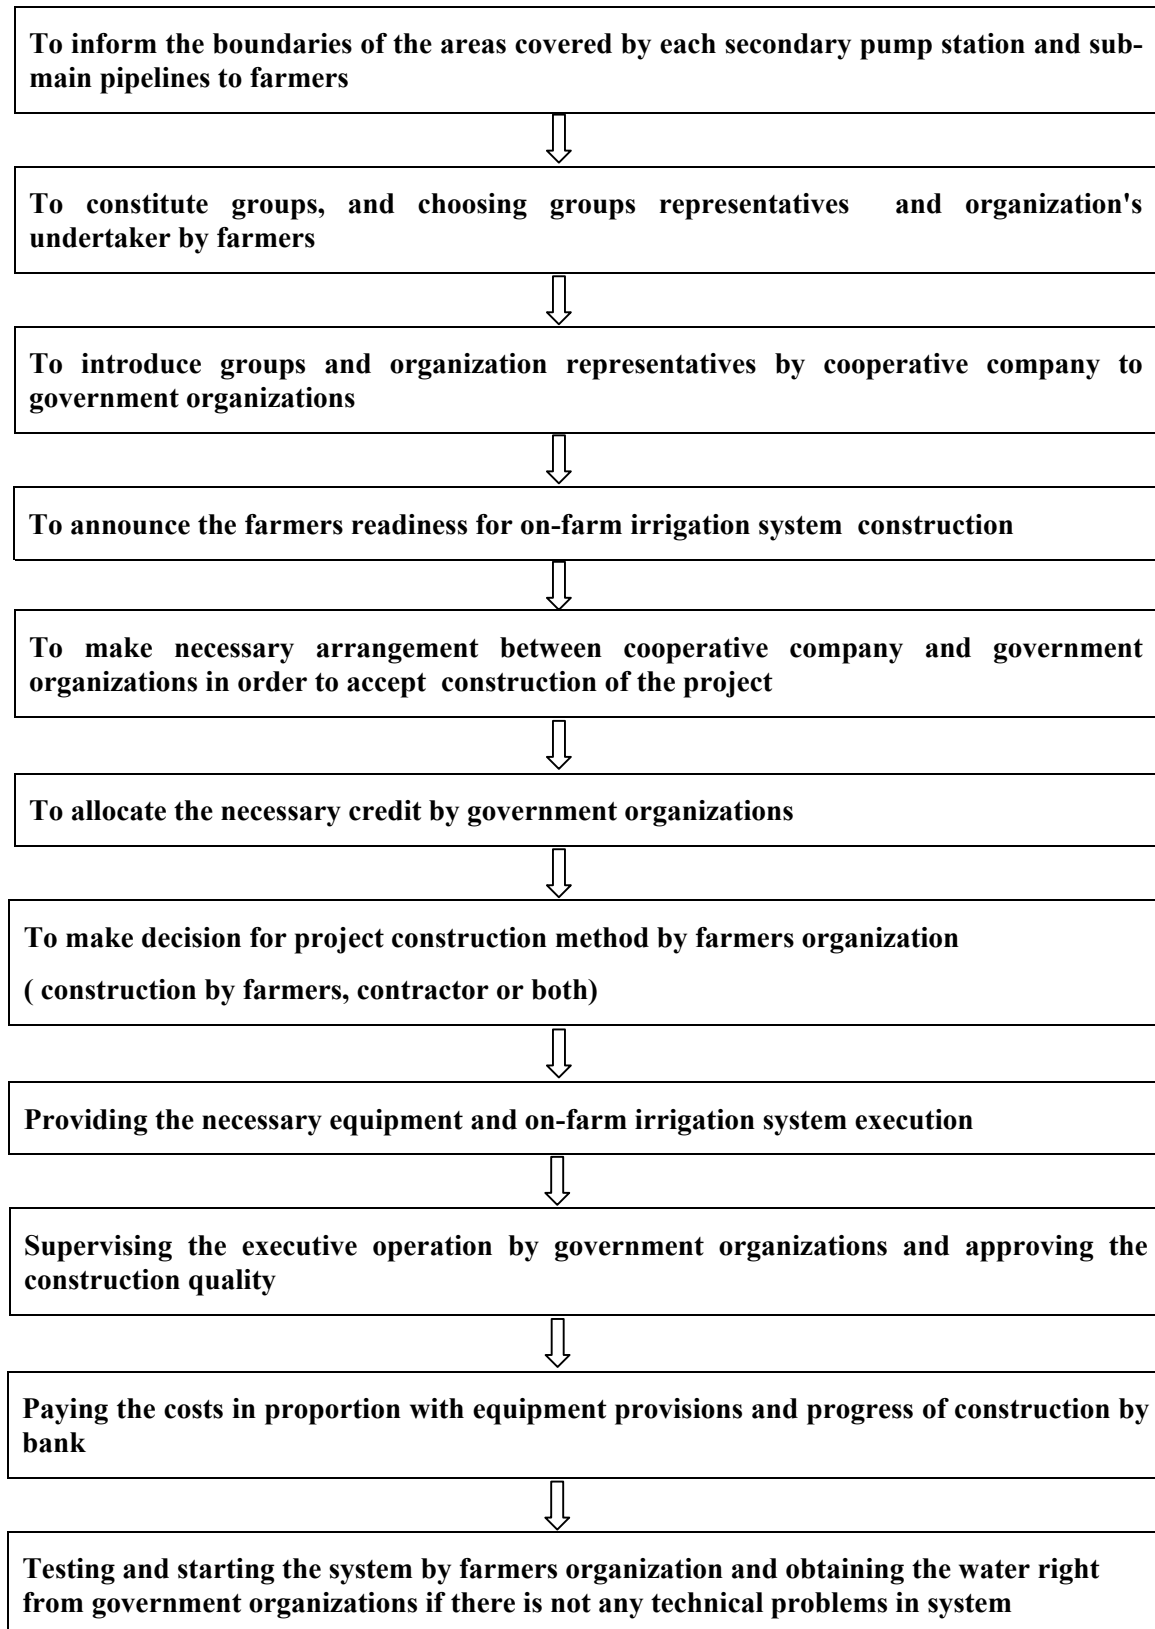 To inform the boundaries of the areas covered by each secondary pump station and sub-
main pipelines to farmers
To constitute groups, and choosing groups representatives and organization's
undertaker by farmers
To introduce groups and organization representatives by cooperative company to
government organizations
To announce the farmers readiness for on-farm irrigation system construction
To make necessary arrangement between cooperative company and government
organizations in order to accept construction of the project
To allocate the necessary credit by government organizations
To make decision for project construction method by farmers organization
( construction by farmers, contractor or both)
Providing the necessary equipment and on-farm irrigation system execution
Supervising the executive operation by government organizations and approving the
construction quality
Paying the costs in proportion with equipment provisions and progress of construction by
bank
Testing and starting the system by farmers organization and obtaining the water right
from government organizations if there is not any technical problems in system